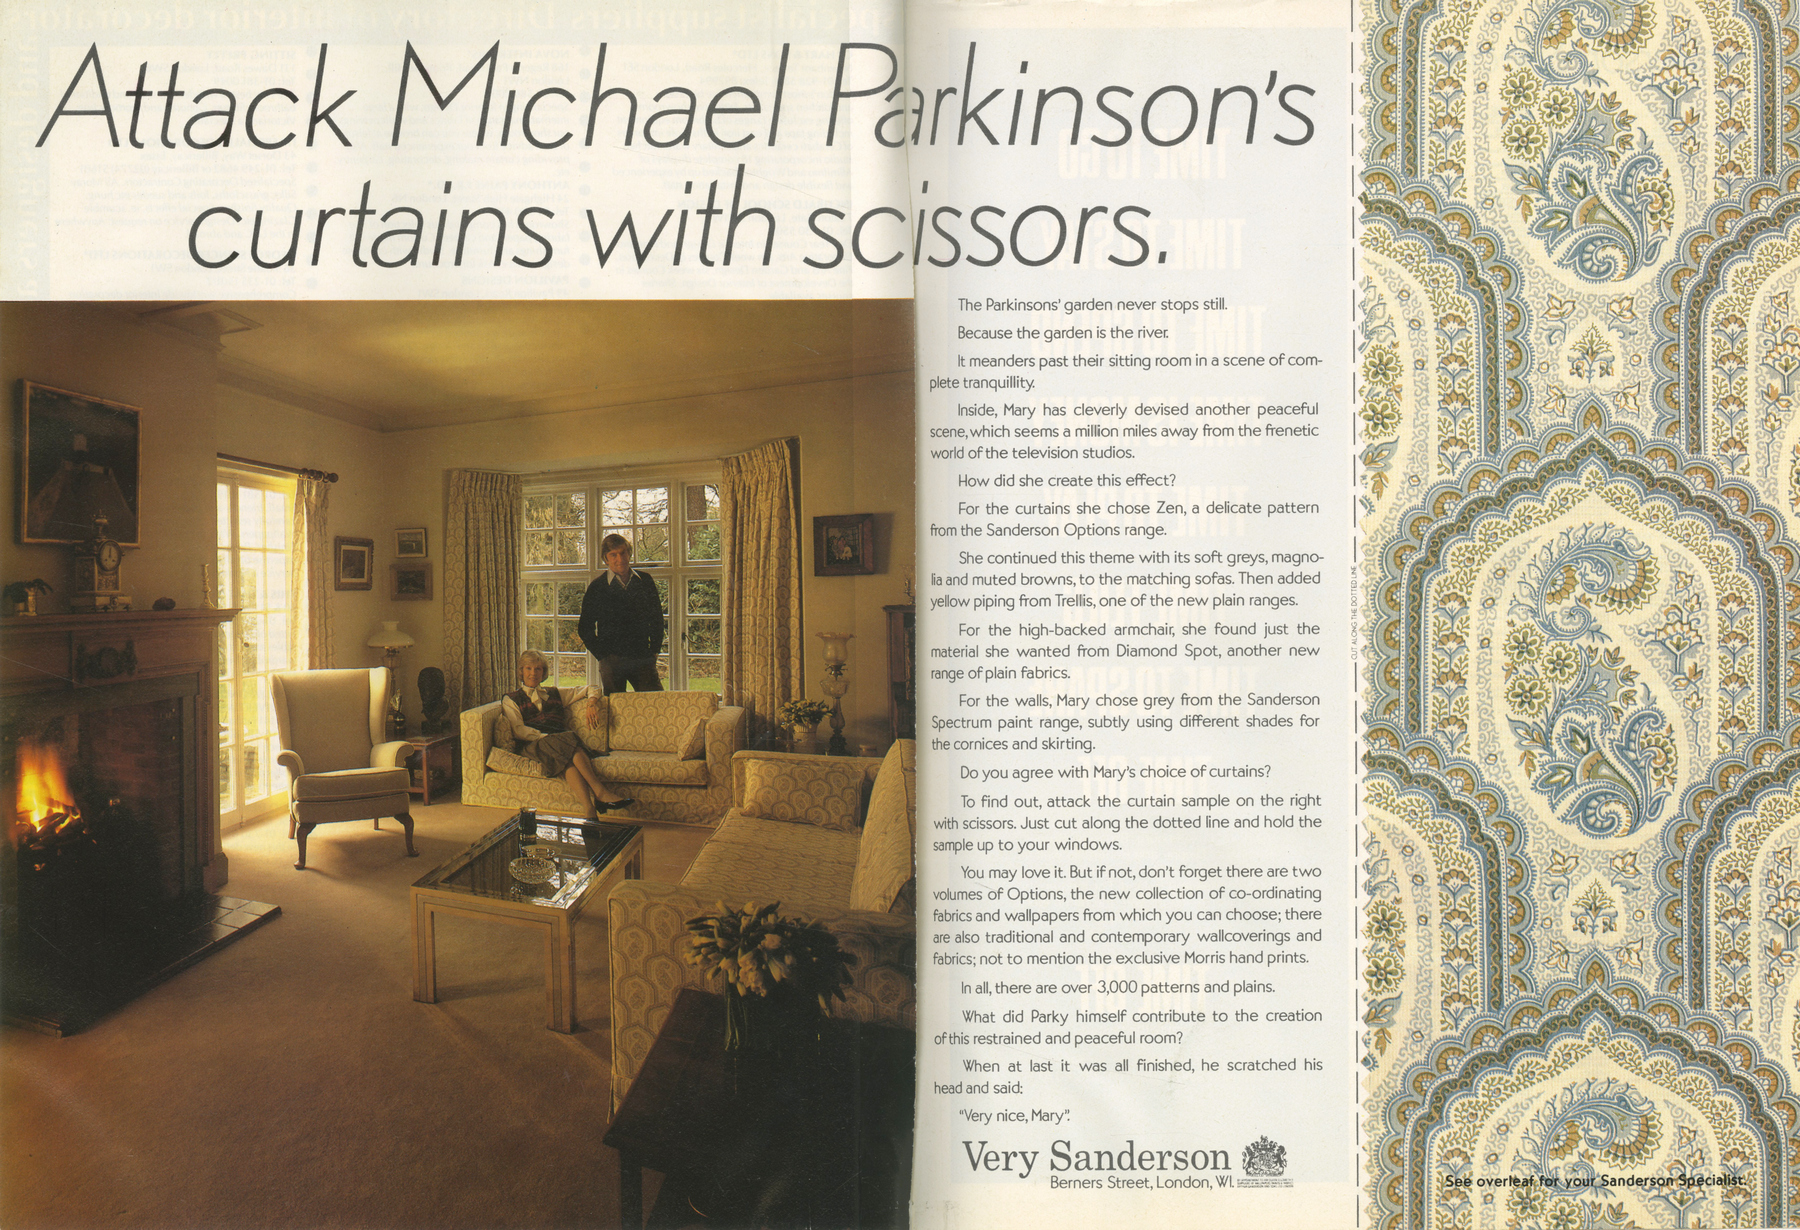 Attack Michael Parkinson's
curtains with scissors.
The Parkinsons' garden never stops still.
Because the garden is the river.
It meanders past their sitting room in a scene of com-
plete tranquillity.
Inside, Mary has cleverly devised another peaceful
scene, which seems a million miles away from the frenetic
world of the television studios.
How did she create this effect?
For the curtains she chose Zen, a delicate pattern
from the Sanderson Options range.
She continued this theme with its soft greys, magno-
lia and muted browns, to the matching sofas. Then added
yellow piping from Trellis, one of the new plain ranges.
For the high-backed armchair, she found just the
material she wanted from Diamond Spot, another new
range of plain fabrics.
For the walls, Mary chose grey from the Sanderson
Spectrum paint range, subtly using different shades for
the cornices and skirting.
Do you agree with Mary's choice of curtains?
To find out, attack the curtain sample on the right
with scissors. Just cut along the dotted line and hold the
sample up to your windows.
You may love it. But if not, don't forget there are two
volumes of Options, the new collection of co-ordinating
fabrics and wallpapers from which you can choose; there
are also traditional and contemporary wallcoverings and
fabrics; not to mention the exclusive Morris hand prints.
In all, there are over 3,000 patterns and plains.
What did Parky himself contribute to the creation
of this restrained and peaceful room?
When at last it was all finished, he scratched his
head and said:
"Very nice, Mary".
Very Sanderson
Berners Street, London, W1.
CUT ALONG THE DOTTED LINE
See overleaf for your Sanderson Specialist.